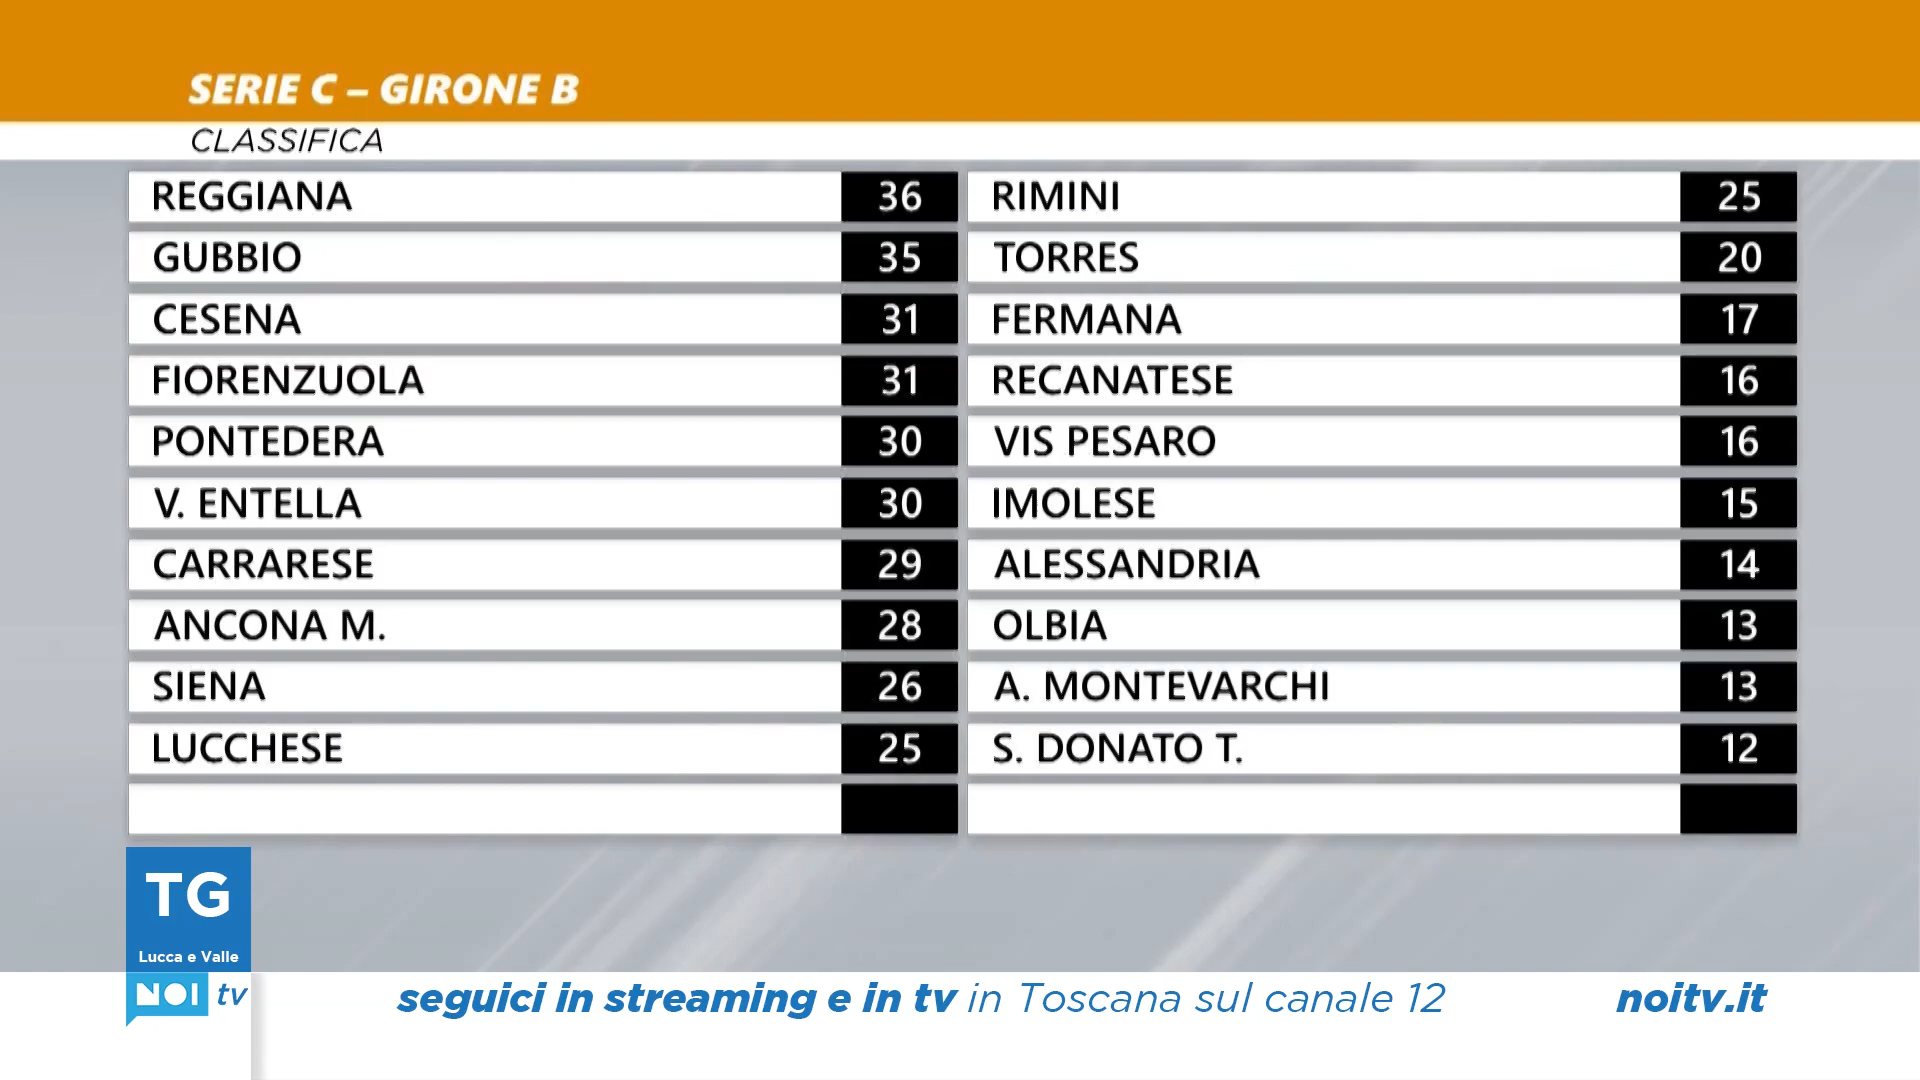 SERIE C – GIRONE B
CLASSIFICA
REGGIANA 36
GUBBIO 35
CESENA 31
FIORENZUOLA 31
PONTEDERA 30
V. ENTELLA 30
CARRARESE 29
ANCONA M. 28
SIENA 26
LUCCHESE 25
RIMINI 25
TORRES 20
FERMANA 17
RECANATESE 16
VIS PESARO 16
IMOLESE 15
ALESSANDRIA 14
OLBIA 13
A. MONTEVARCHI 13
S. DONATO T. 12
TG
Lucca e Valle
NOI tv
seguici in streaming e in tv in Toscana sul canale 12
noitv.it